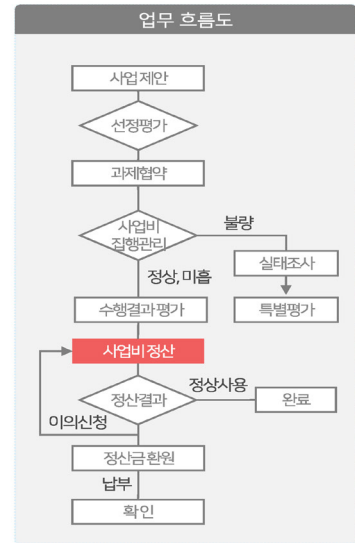 업무 흐름도
사업 제안
선정평가
과제협약
사업비
집행관리
불량
실태조사
정상, 미흡
수행결과 평가
특별평가
사업비 정산
정산결과
정상사용
완료
이의신청
정산금 환원
납부
확인